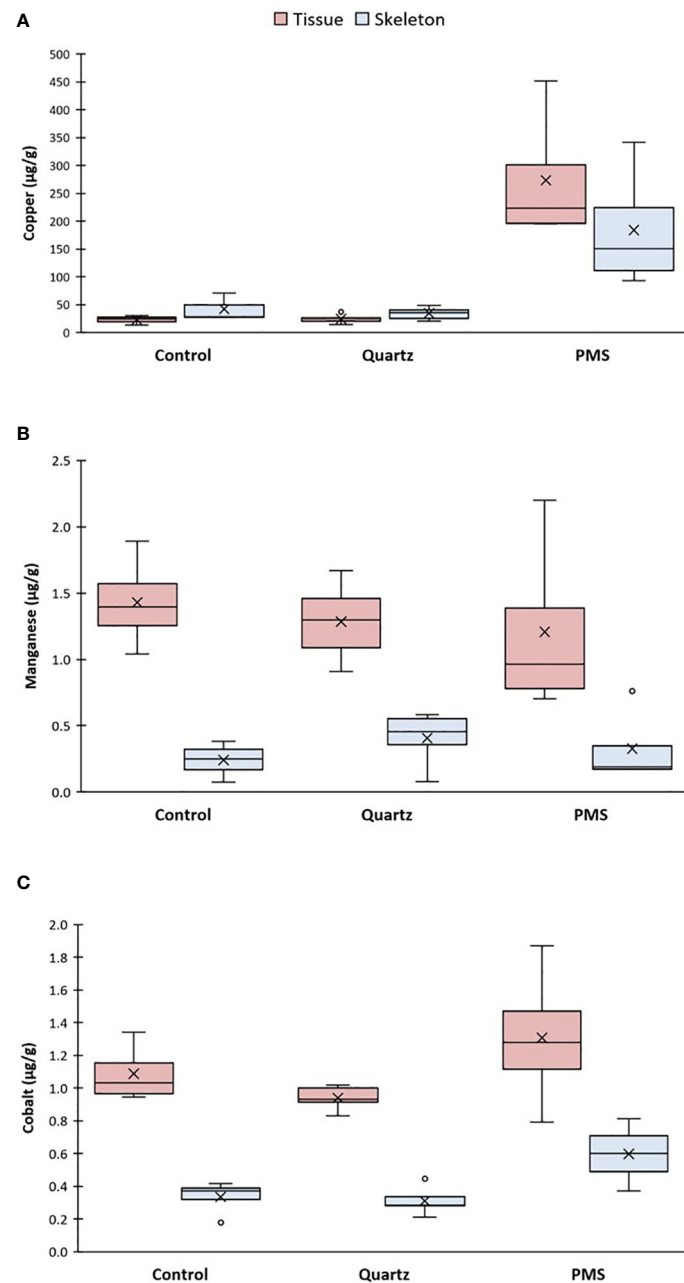 A
Tissue Skeleton
500
450
400
350
300
250
200
150
100
50
0
Copper (µg/g)
Control Quartz PMS
B
2.5
2.0
1.5
1.0
0.5
0.0
Manganese (µg/g)
Control Quartz PMS
C
2.0
1.8
1.6
1.4
1.2
1.0
0.8
0.6
0.4
0.2
0.0
Cobalt (µg/g)
Control Quartz PMS